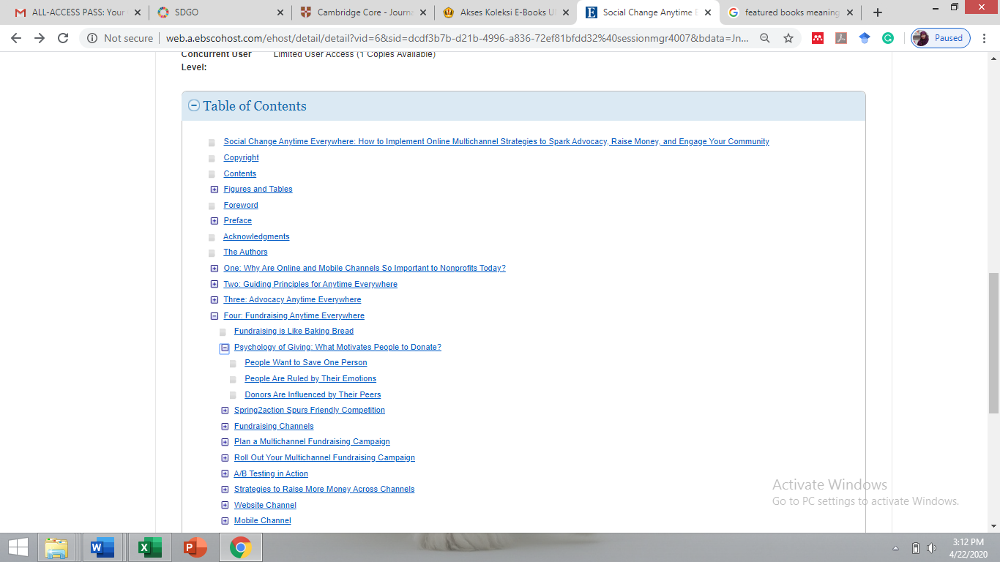 ALL-ACCESS PASS: Your
SDGO
Cambridge Core - Journa
Akses Koleksi E-Books U
Social Change Anytime E
featured books meaning
Not secure
web.a.ebscohost.com/ehost/detail/detail?vid=6&sid=dcdf3b7b-d21b-4996-a836-72ef81bfdd32%40sessionmgr4007&bdata=Jn...
Paused
Concurrent User Limited User Access (1 Copies Available)
Level:
Table of Contents
Social Change Anytime Everywhere: How to Implement Online Multichannel Strategies to Spark Advocacy, Raise Money, and Engage Your Community
Copyright
Contents
Figures and Tables
Foreword
Preface
Acknowledgments
The Authors
One: Why Are Online and Mobile Channels So Important to Nonprofits Today?
Two: Guiding Principles for Anytime Everywhere
Three: Advocacy Anytime Everywhere
Four: Fundraising Anytime Everywhere
Fundraising is Like Baking Bread
Psychology of Giving: What Motivates People to Donate?
People Want to Save One Person
People Are Ruled by Their Emotions
Donors Are Influenced by Their Peers
Spring2action Spurs Friendly Competition
Fundraising Channels
Plan a Multichannel Fundraising Campaign
Roll Out Your Multichannel Fundraising Campaign
A/B Testing in Action
Strategies to Raise More Money Across Channels
Website Channel
Mobile Channel
Activate Windows
Go to PC settings to activate Windows.
3:12 PM
4/22/2020